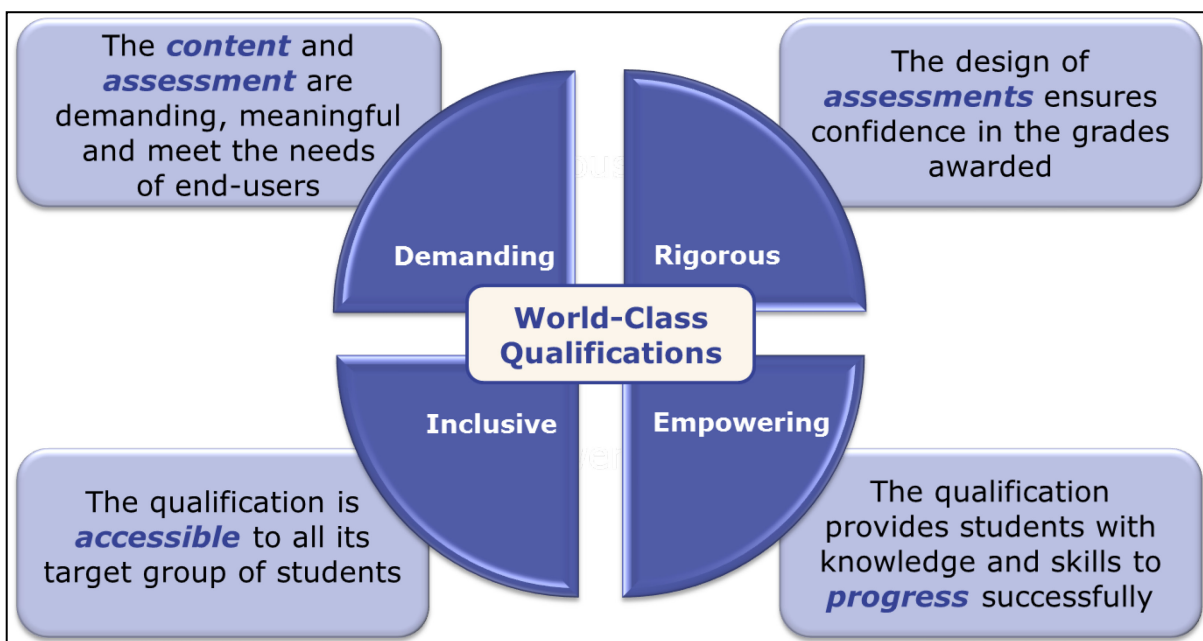 The content and
assessment are
demanding, meaningful
and meet the needs
of end-users
The design of
assessments ensures
confidence in the grades
awarded
Demanding
Rigorous
World-Class
Qualifications
Inclusive
Empowering
The qualification is
accessible to all its
target group of students
The qualification
provides students with
knowledge and skills to
progress successfully